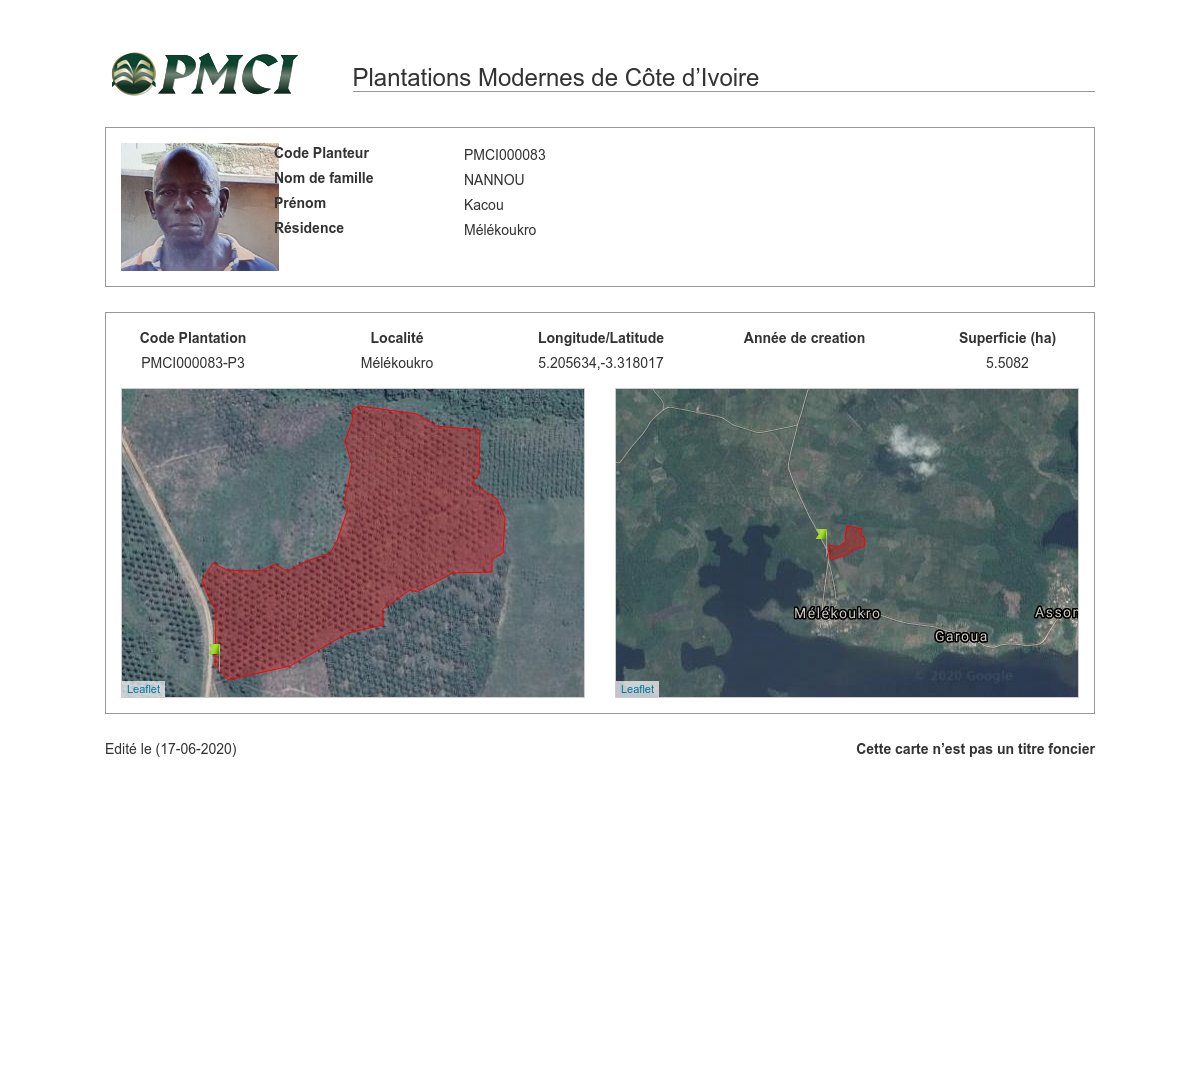 PMCI
Plantations Modernes de Côte d’Ivoire
Code Planteur PMCI000083
Nom de famille NANNOU
Prénom Kacou
Résidence Mélékoukro
Code Plantation Localité Longitude/Latitude Année de creation Superficie (ha)
PMCI000083-P3 Mélékoukro 5.205634,-3.318017 5.5082
Leaflet
Mélékoukro
Garoua
Assom
© 2020 Google
Leaflet
Edité le (17-06-2020)
Cette carte n’est pas un titre foncier